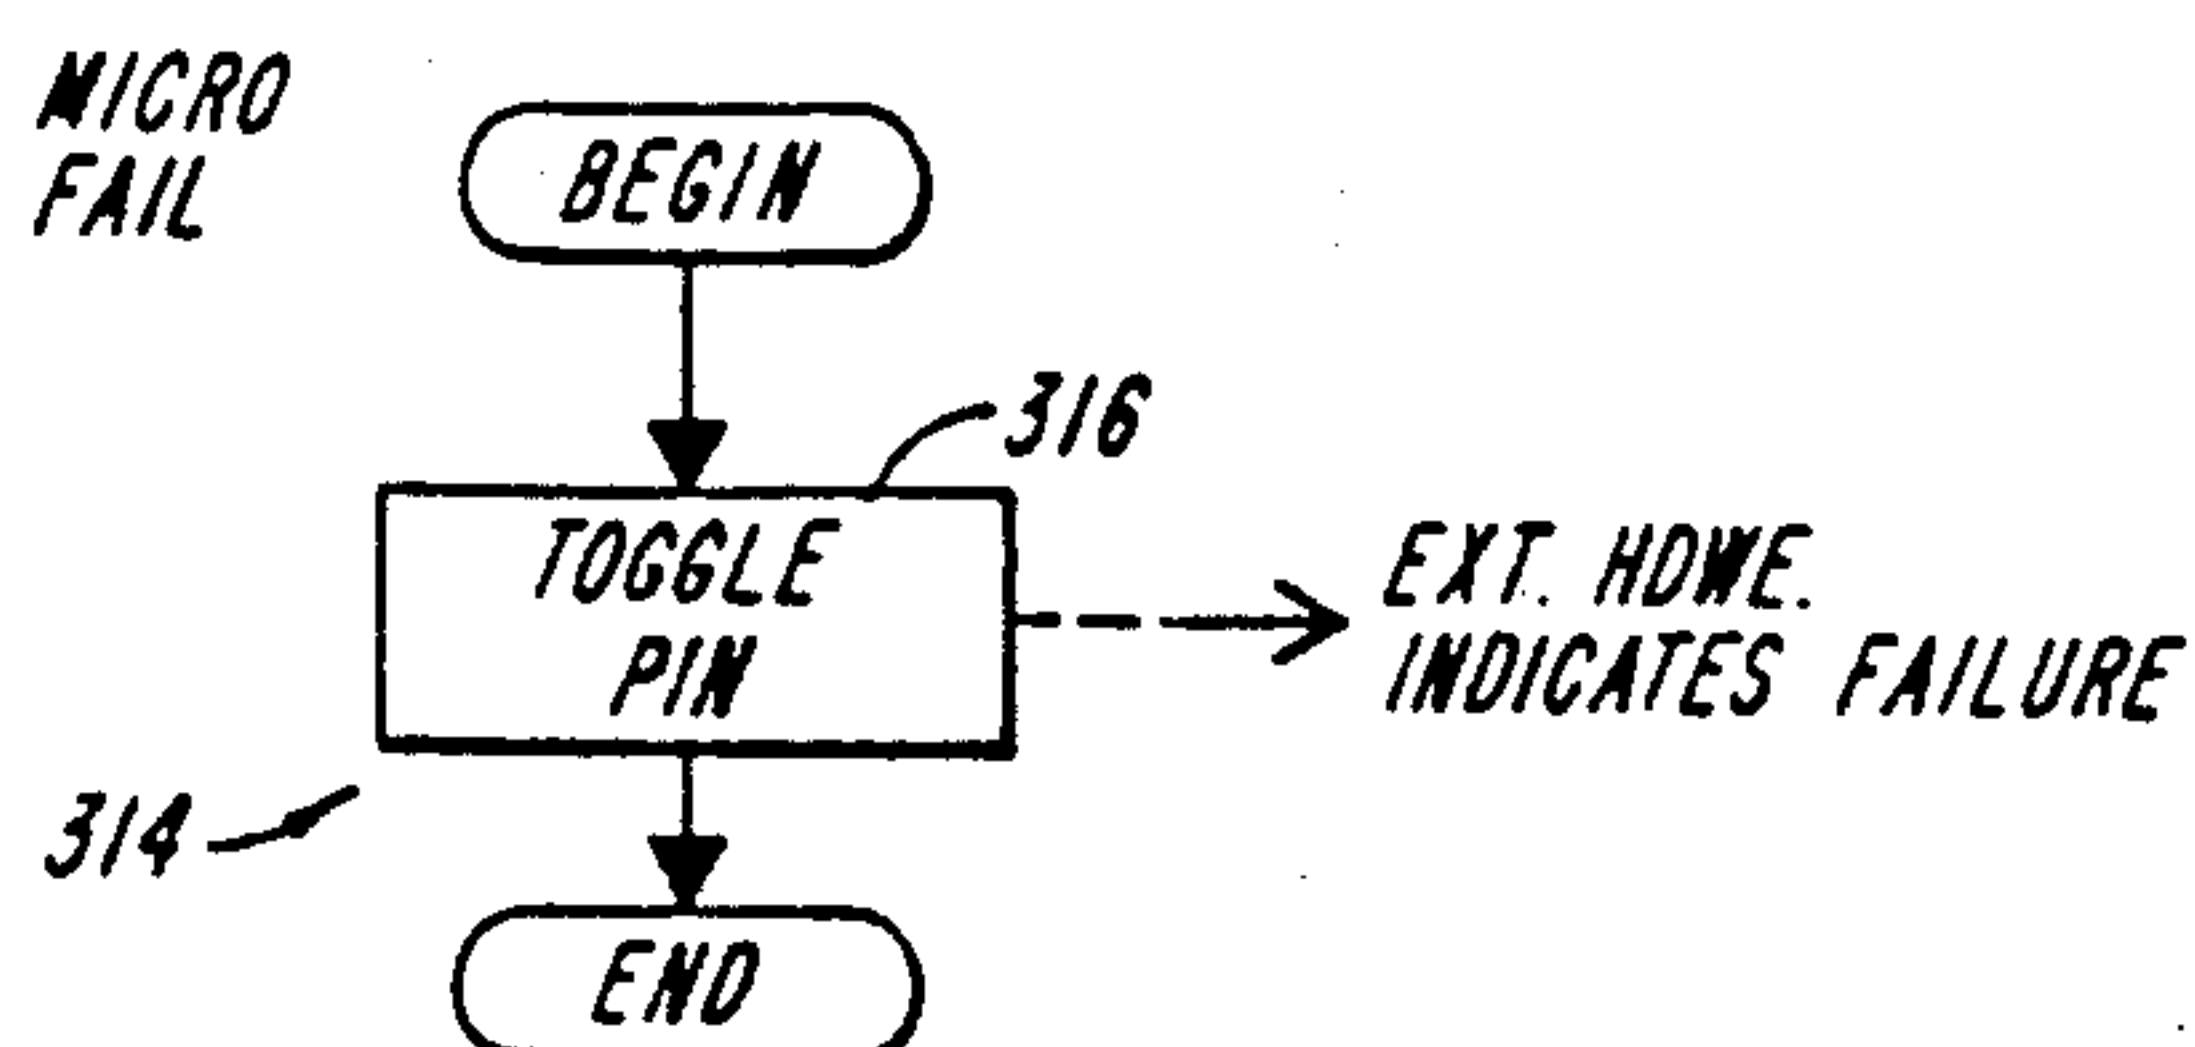 MICRO
FAIL
BEGIN
316
TOGGLE
PIN
EXT. HDWE.
INDICATES FAILURE
314
END